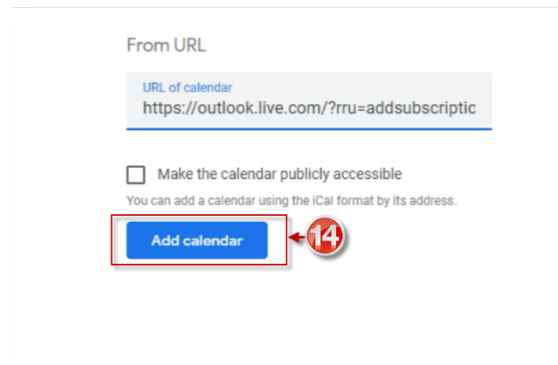 From URL
URL of calendar
https://outlook.live.com/?rru=addsubscriptic
Make the calendar publicly accessible
You can add a calendar using the iCal format by its address.
Add calendar
14